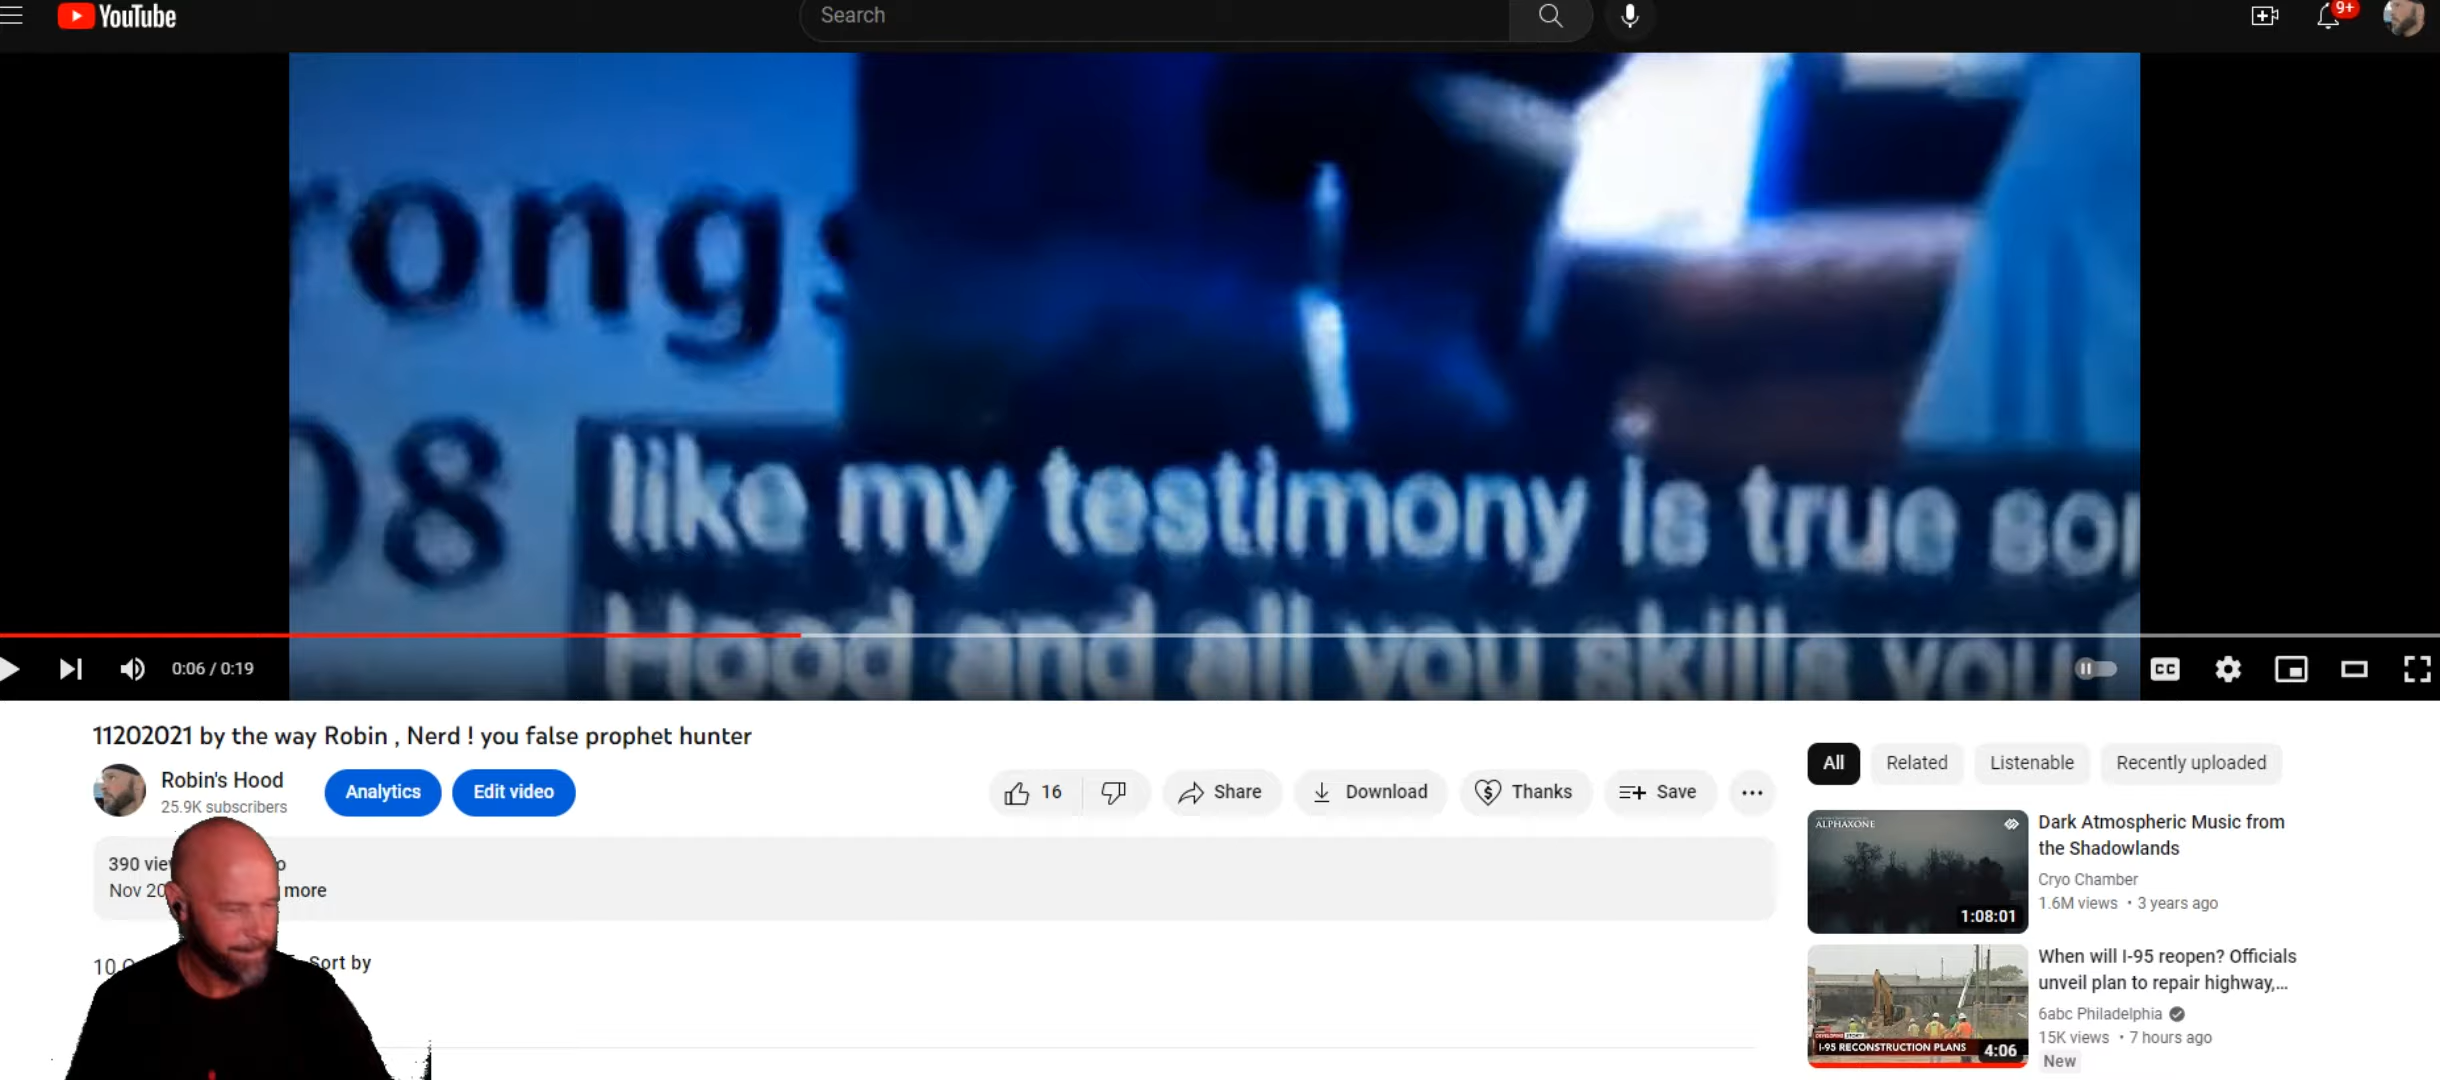 YouTube
Search
9+
rongs
08
like my testimony is true
Hood and all you skills you
0:06 / 0:19
CC
11202021 by the way Robin , Nerd ! you false prophet hunter
Robin's Hood
25.9K subscribers
Analytics
Edit video
16
Share
Download
Thanks
Save
390
Nov 20
more
10
Sort by
All
Related
Listenable
Recently uploaded
ALPHAXONE
1:08:01
Dark Atmospheric Music from
the Shadowlands
Cryo Chamber
1.6M views • 3 years ago
I-95 RECONSTRUCTION PLANS
4:06
When will I-95 reopen? Officials
unveil plan to repair highway,...
6abc Philadelphia
15K views • 7 hours ago
New